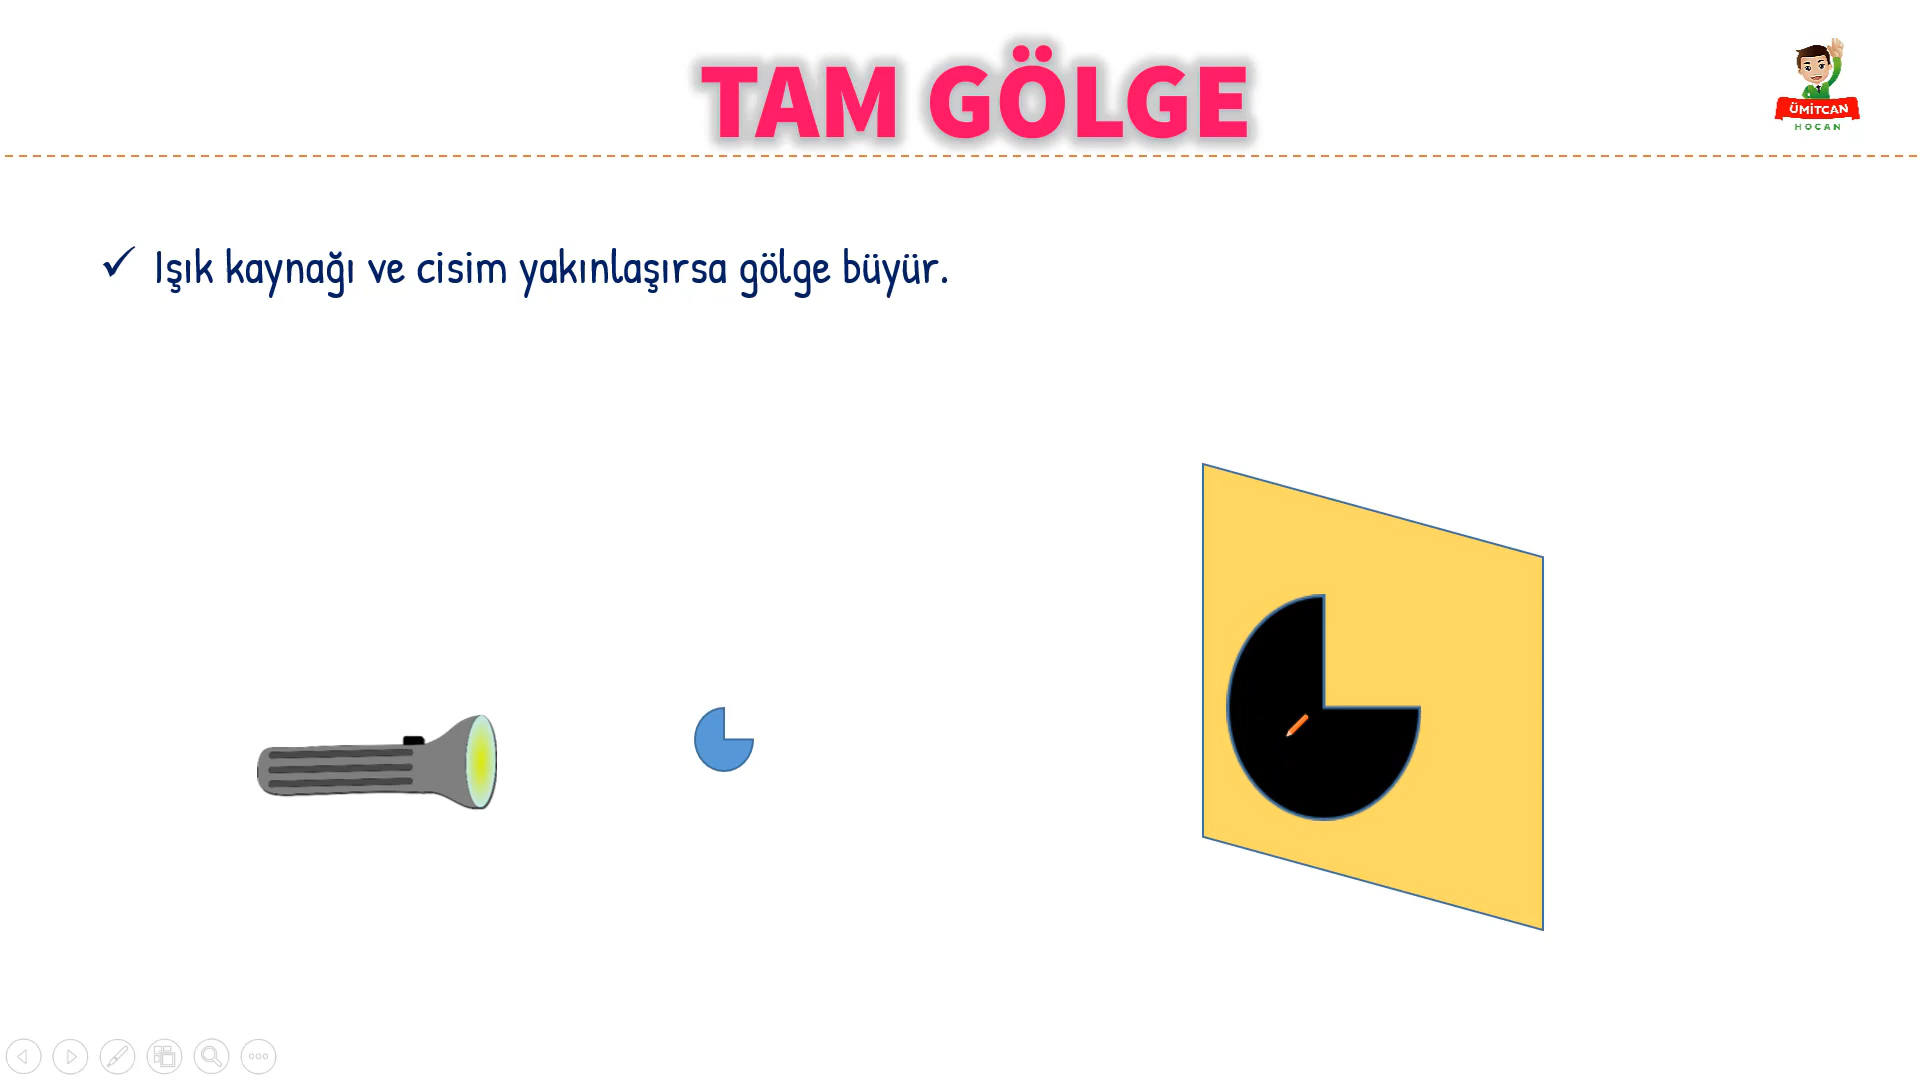 TAM GÖLGE
ÜMİTCAN
HOCAN
✓ Işık kaynağı ve cisim yakınlaşırsa gölge büyür.